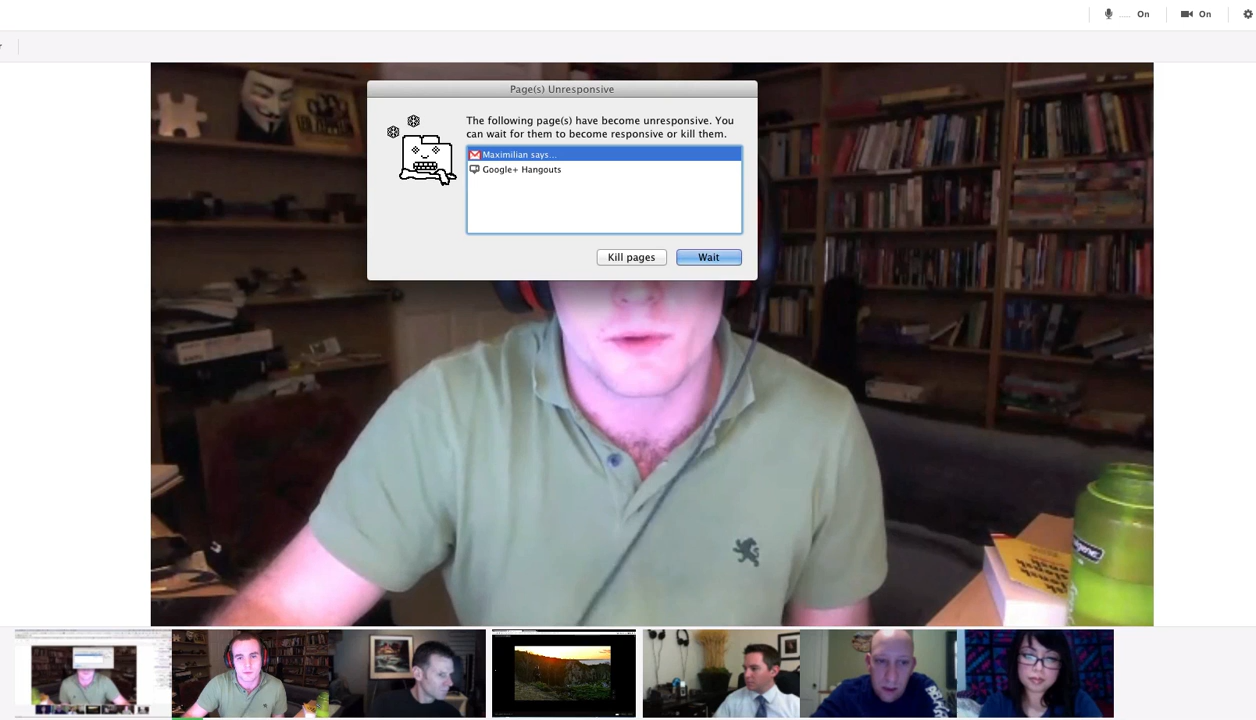 On
On
Page(s) Unresponsive
The following page(s) have become unresponsive. You
can wait for them to become responsive or kill them.
Maximilian says...
Google+ Hangouts
Kill pages
Wait